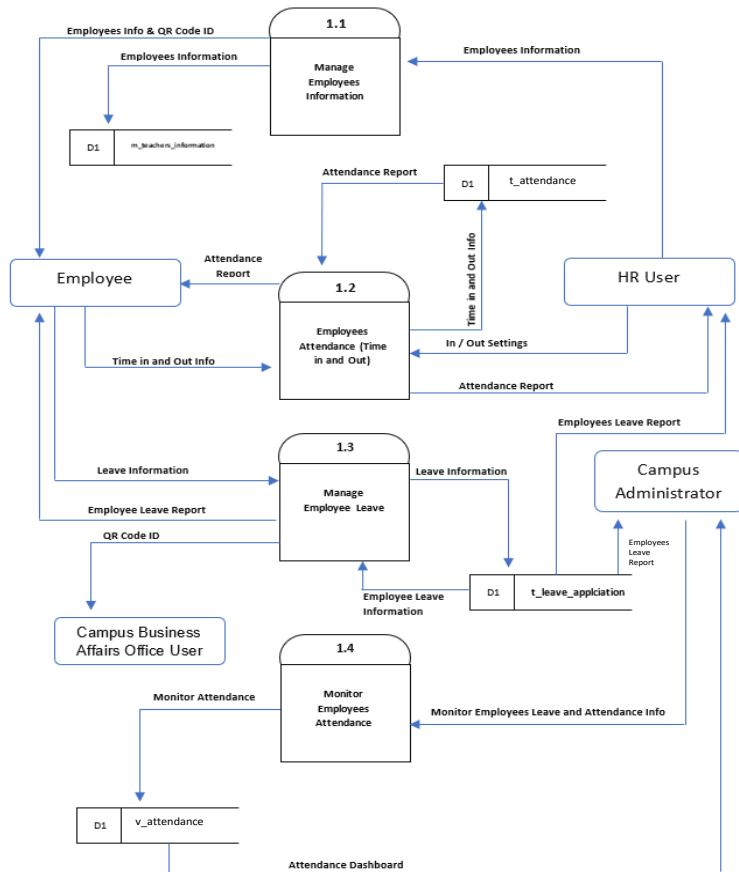 Employees Info & QR Code ID
1.1
Employees Information
Employees Information
Manage
Employees
Information
D1
m_teachers_information
Attendance Report
D1
t_attendance
Time in and Out Info
Employee
Attendance
Report
1.2
HR User
Employees
Attendance (Time
in and Out)
In / Out Settings
Time in and Out Info
Attendance Report
Employees Leave Report
1.3
Leave Information
Leave Information
Manage
Employee Leave
Campus
Administrator
Employee Leave Report
QR Code ID
Employees
Leave
Report
Employee Leave
Information
D1
t_leave_applciation
Campus Business
Affairs Office User
1.4
Monitor Attendance
Monitor
Employees
Attendance
Monitor Employees Leave and Attendance Info
D1
v_attendance
Attendance Dashboard